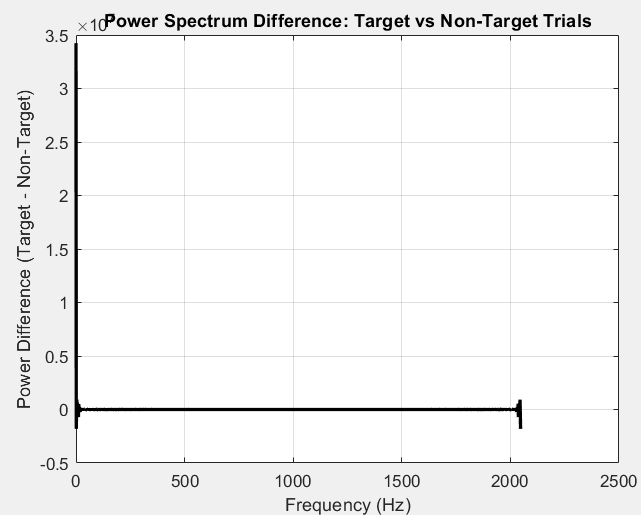 ×10
Power Spectrum Difference: Target vs Non-Target Trials
3.5
3
2.5
2
1.5
1
0.5
0
-0.5
Power Difference (Target - Non-Target)
0 500 1000 1500 2000 2500
Frequency (Hz)